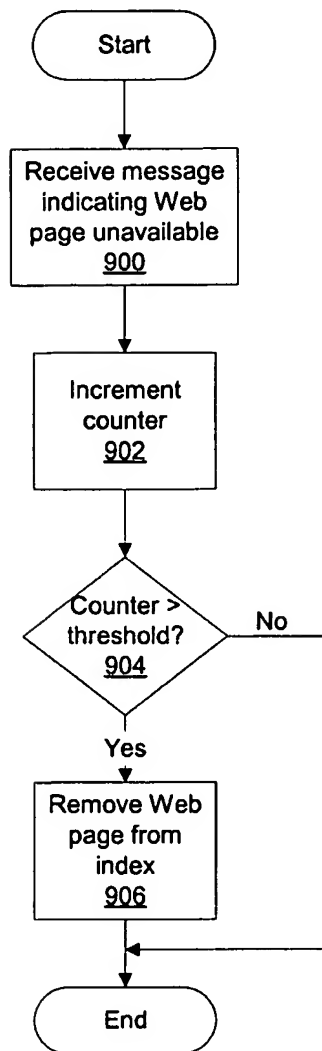 Start
Receive message
indicating Web
page unavailable
900
Increment
counter
902
Counter >
threshold?
904
No
Yes
Remove Web
page from
index
906
End